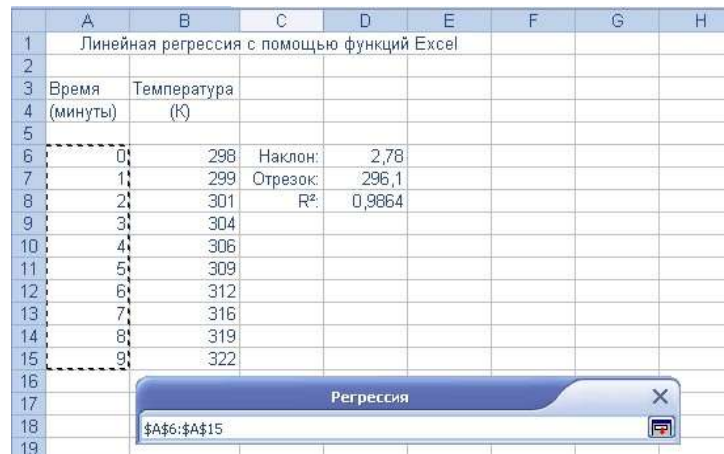 A B C D E F G H
1 Линейная регрессия с помощью функций Excel
2
3 Время Температура
4 (минуты) (К)
5
6 0 298 Наклон: 2,78
7 1 299 Отрезок: 296,1
8 2 301 R²: 0,9864
9 3 304
10 4 306
11 5 309
12 6 312
13 7 316
14 8 319
15 9 322
16
17 Регрессия
18 $A$6:$A$15
19